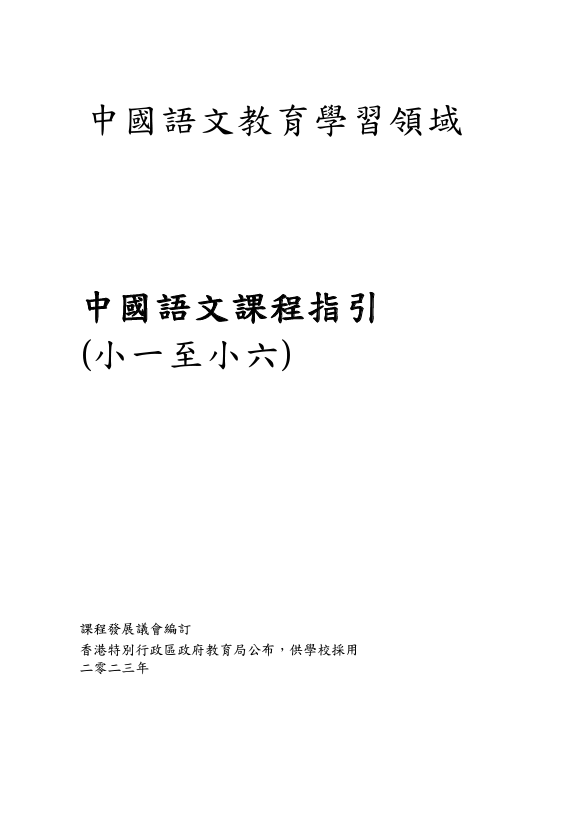 中國語文教育學習領域
中國語文課程指引
(小一至小六)
課程發展議會編訂
香港特別行政區政府教育局公布，供學校採用
二零二三年